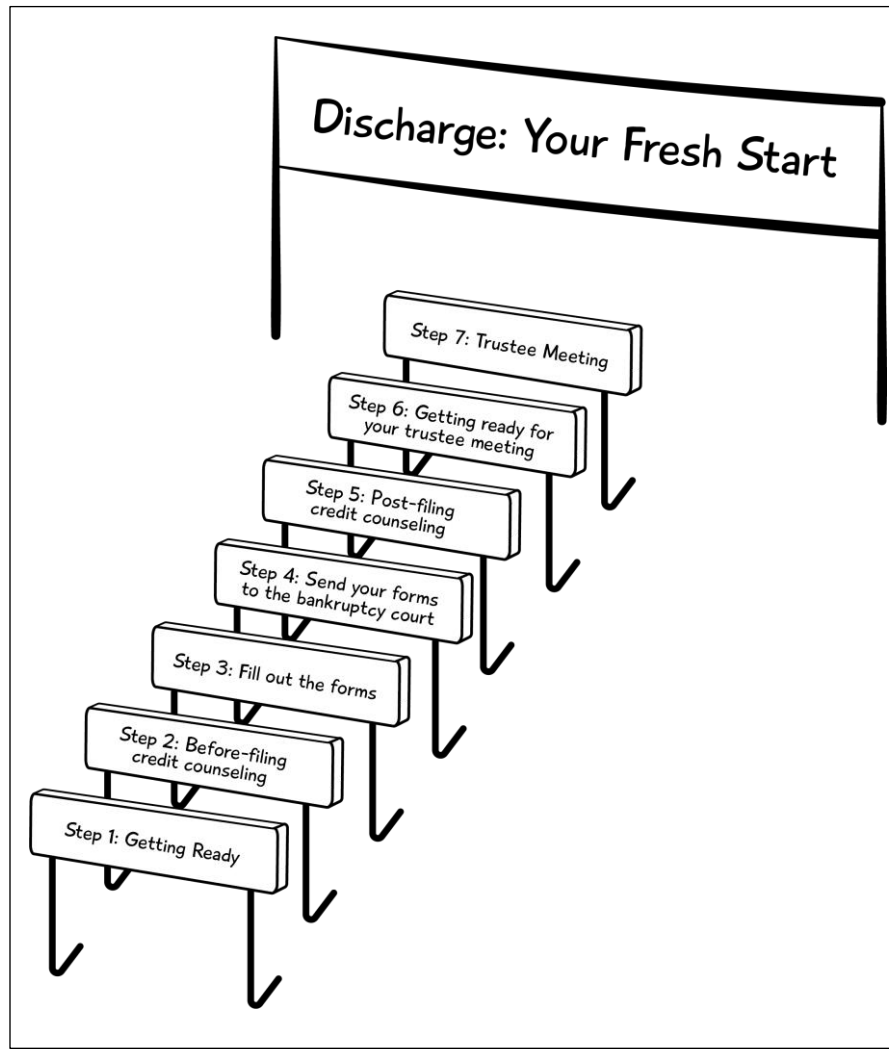 Discharge: Your Fresh Start
Step 7: Trustee Meeting
Step 6: Getting ready for
your trustee meeting
Step 5: Post-filing
credit counseling
Step 4: Send your forms
to the bankruptcy court
Step 3: Fill out the forms
Step 2: Before-filing
credit counseling
Step 1: Getting Ready